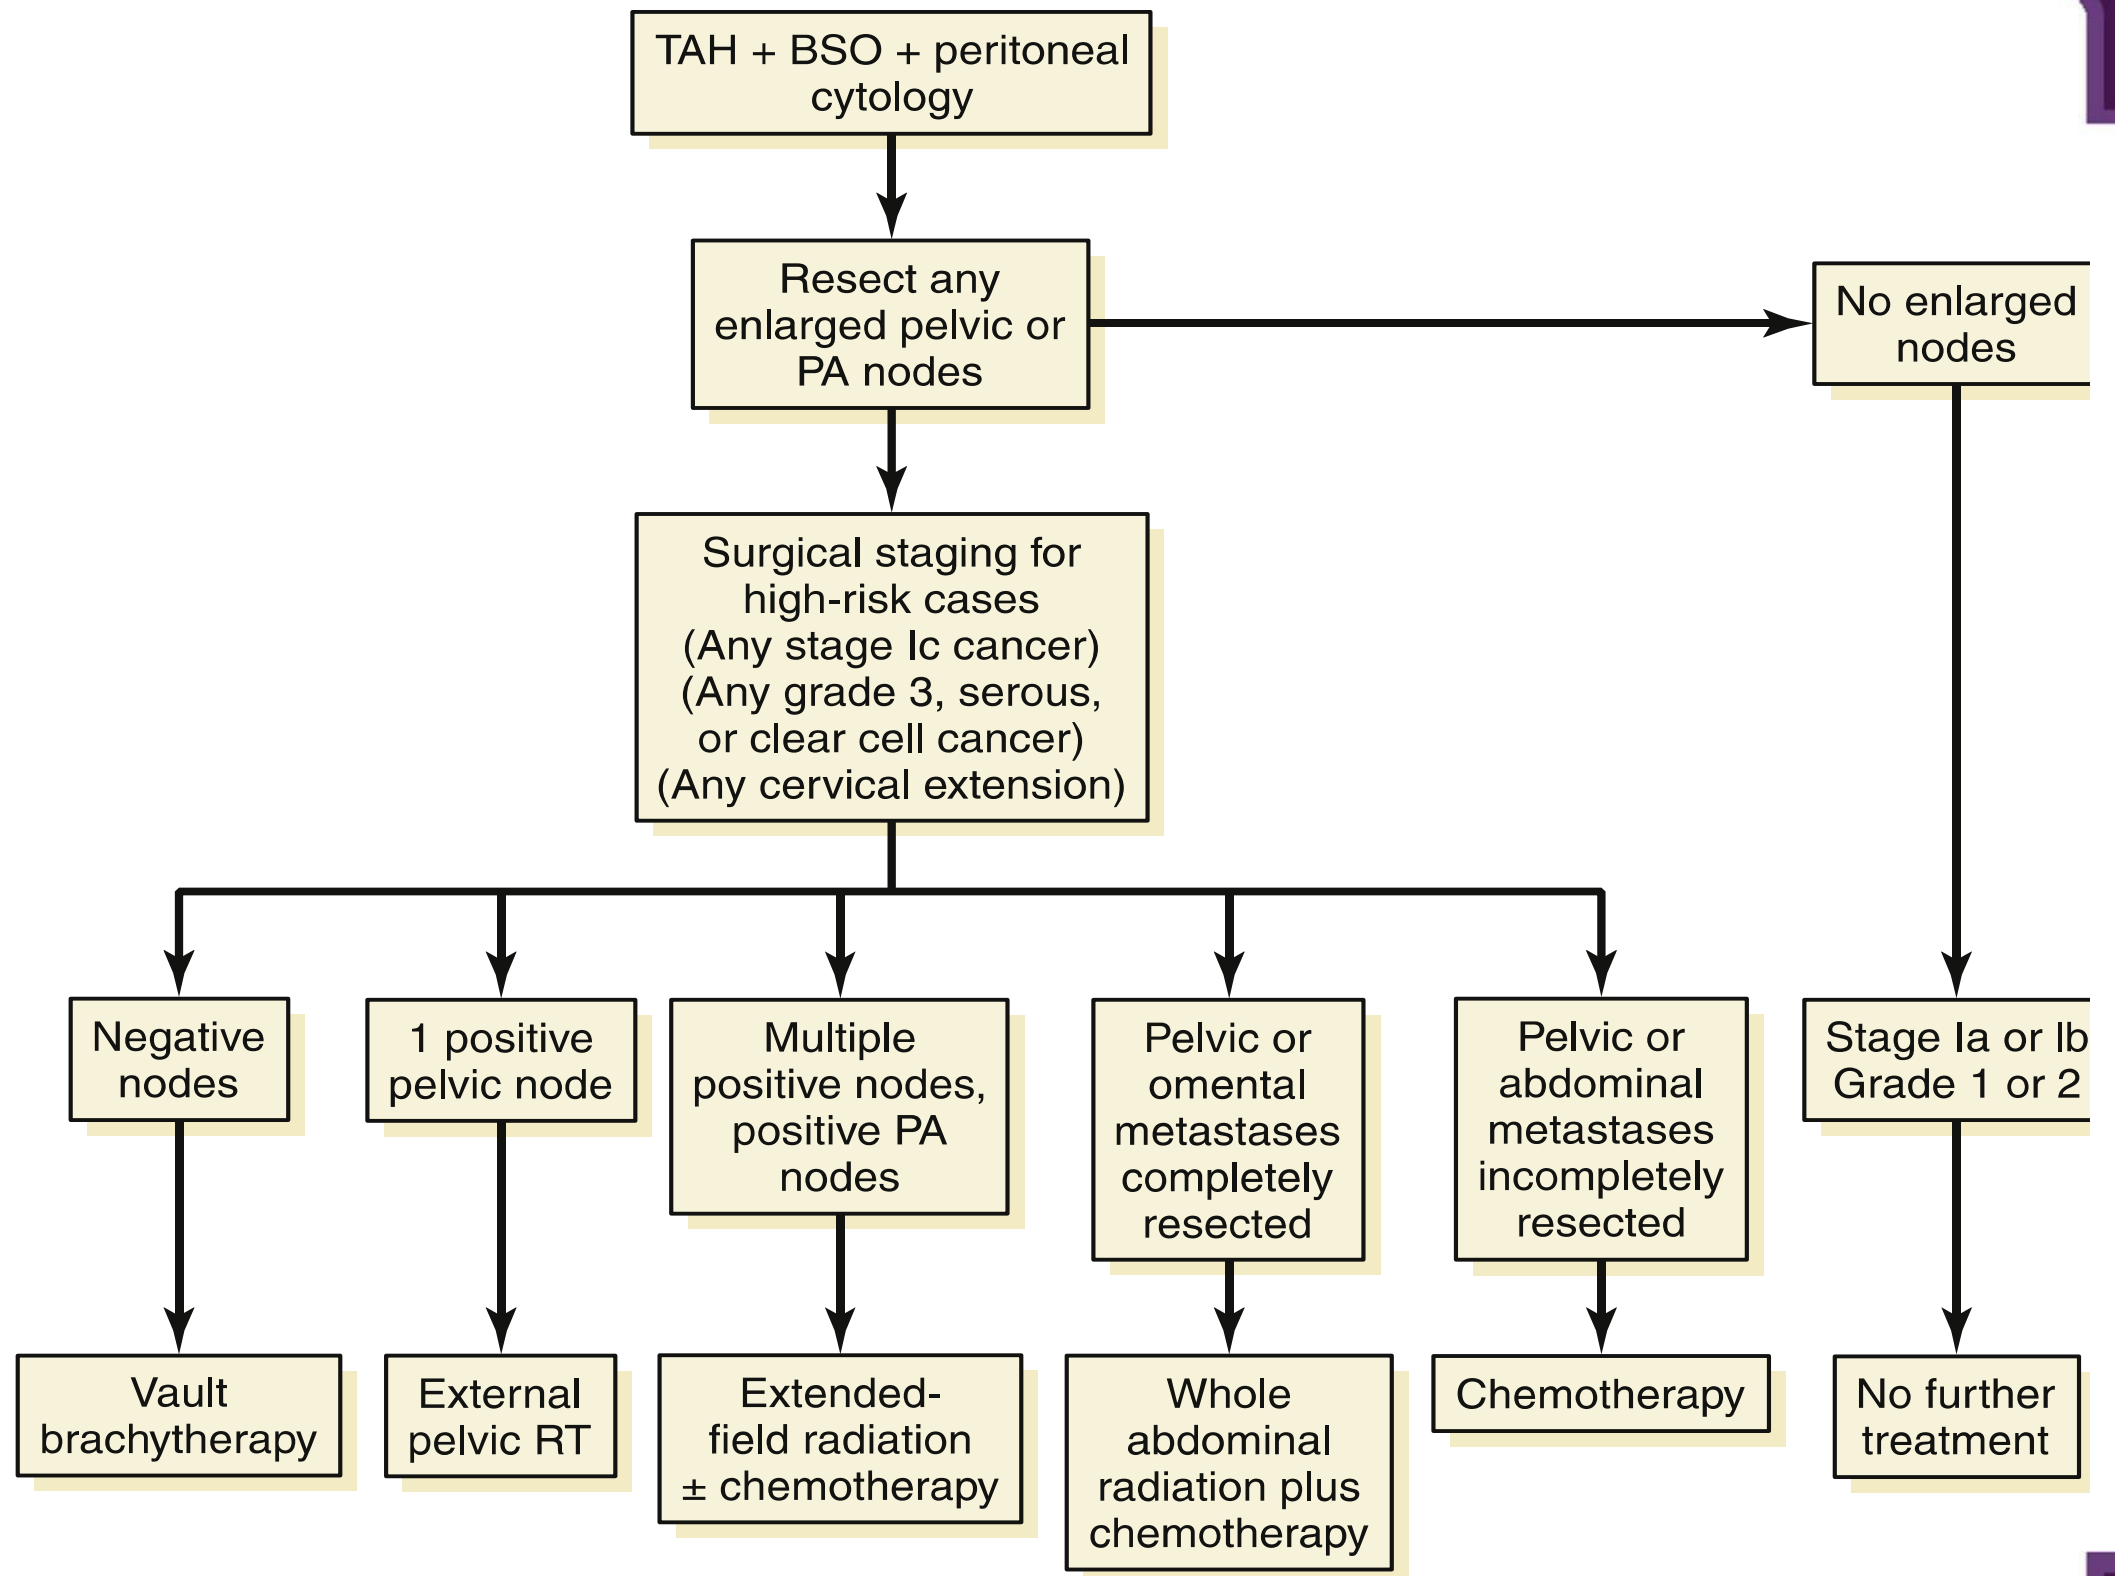 TAH + BSO + peritoneal
cytology
Resect any
enlarged pelvic or
PA nodes
No enlarged
nodes
Surgical staging for
high-risk cases
(Any stage Ic cancer)
(Any grade 3, serous,
or clear cell cancer)
(Any cervical extension)
Negative
nodes
1 positive
pelvic node
Multiple
positive nodes,
positive PA
nodes
Pelvic or
omental
metastases
completely
resected
Pelvic or
abdominal
metastases
incompletely
resected
Stage Ia or Ib
Grade 1 or 2
Vault
brachytherapy
External
pelvic RT
Extended-
field radiation
± chemotherapy
Whole
abdominal
radiation plus
chemotherapy
Chemotherapy
No further
treatment